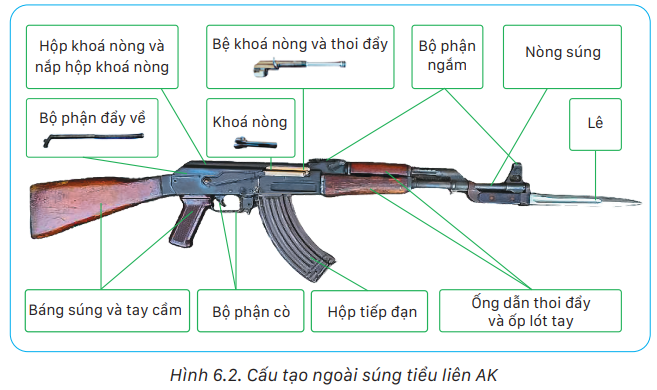 Hộp khoá nòng và
nắp hộp khoá nòng
Bệ khoá nòng và thoi đẩy
Bộ phận
ngắm
Nòng súng
Bộ phận đẩy về
Khoá nòng
Lê
Báng súng và tay cầm
Bộ phận cò
Hộp tiếp đạn
Ống dẫn thoi đẩy
và ốp lót tay
Hình 6.2. Cấu tạo ngoài súng tiểu liên AK